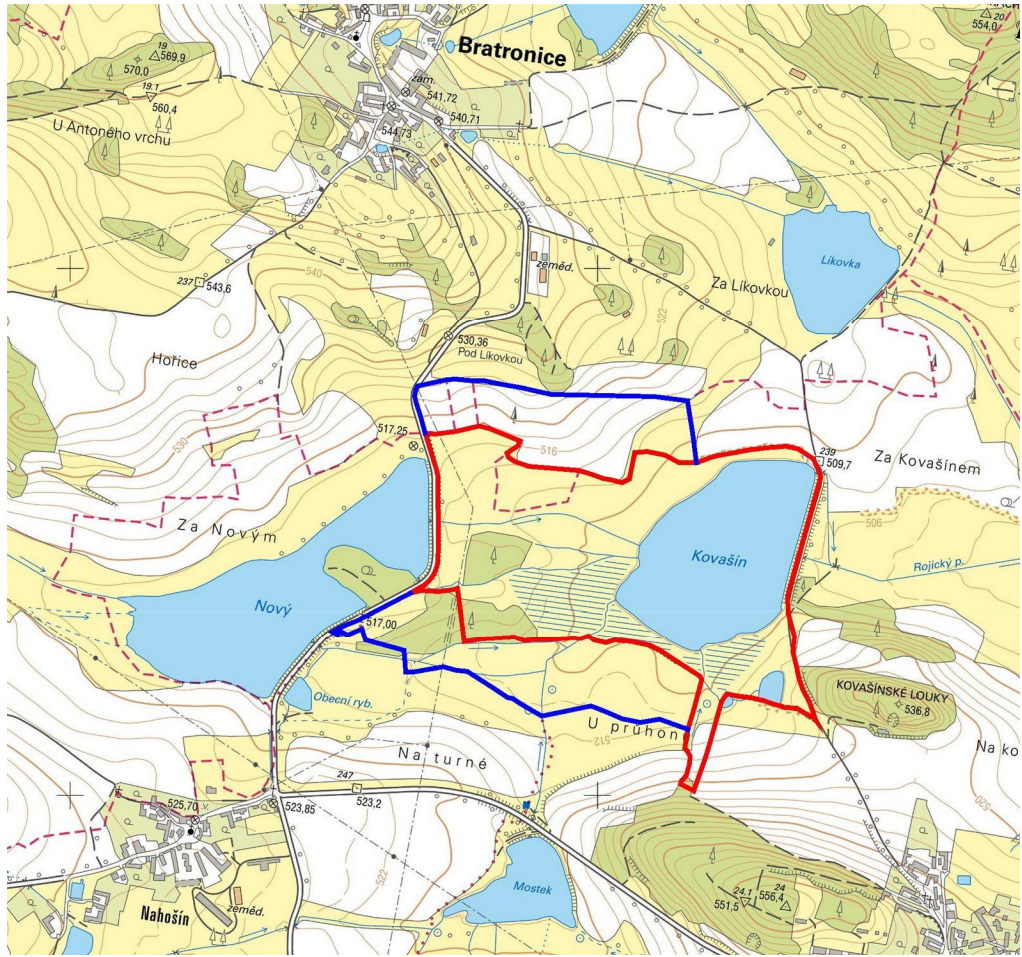 20
554,0
19
569,9
570,0
19.1
560,4
U Antoného vrchu
Bratronice
zám.
541,72
540,71
544,73
237
543,6
540
Hořice
zeměd.
Za Líkovkou
Líkovka
522
530,36
Pod Líkovkou
530
517,25
516
239
509,7
Za Kovašínem
506
Za Novým
Nový
Kovašín
Rojický p.
517,00
Obecní ryb.
KOVAŠÍNSKÉ LOUKY
536,8
U průhon
512
Na ko
Na turné
247
523,2
525,70
523,85
520
522
Mostek
24.1
551,5
24
556,4
Nahošín
zeměd.